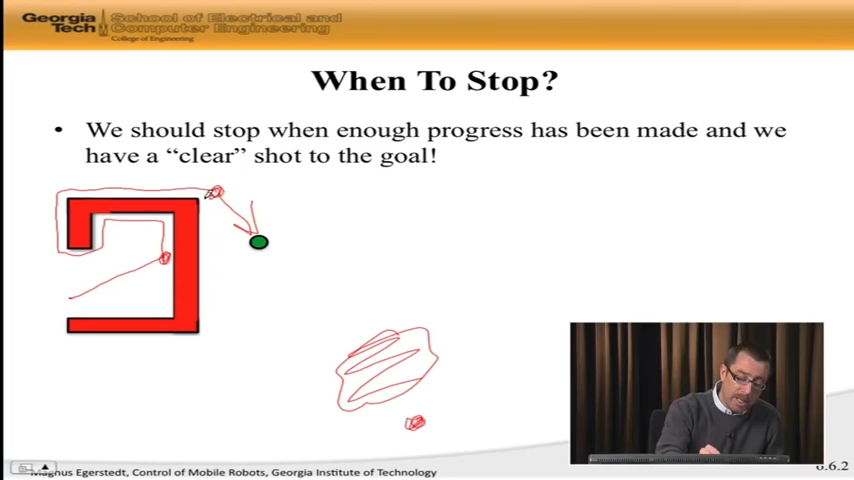 Georgia Tech
School of Electrical and
Computer Engineering
College of Engineering
When To Stop?
• We should stop when enough progress has been made and we
have a “clear” shot to the goal!
Magnus Egerstedt, Control of Mobile Robots, Georgia Institute of Technology
6.6.2